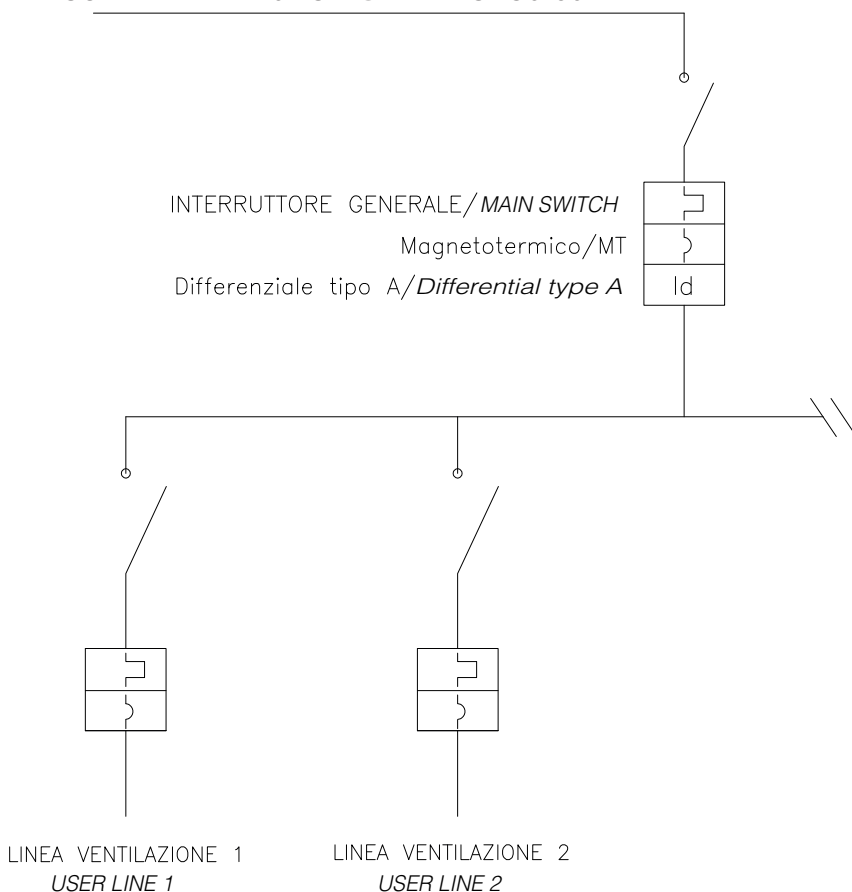 INTERRUTTORE GENERALE/MAIN SWITCH
Magnetotermico/MT
Differenziale tipo A/Differential type A
Id
LINEA VENTILAZIONE 1
USER LINE 1
LINEA VENTILAZIONE 2
USER LINE 2